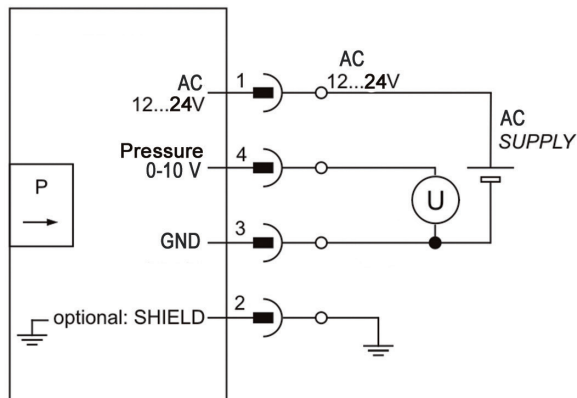 AC
12...24V
1
AC
12...24V
AC
SUPPLY
Pressure
0-10 V
4
P
U
GND
3
optional: SHIELD
2